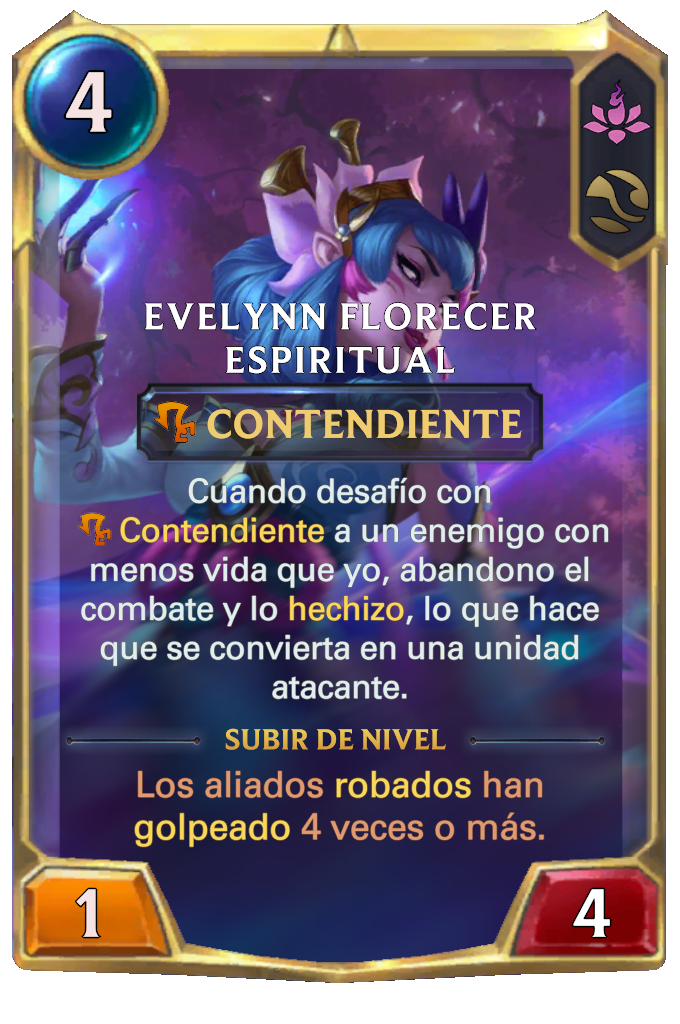 4
EVELYNN FLORECER
ESPIRITUAL
CONTENDIENTE
Cuando desafío con
Contendiente a un enemigo con
menos vida que yo, abandono el
combate y lo hechizo, lo que hace
que se convierta en una unidad
atacante.
SUBIR DE NIVEL
Los aliados robados han
golpeado 4 veces o más.
1
4